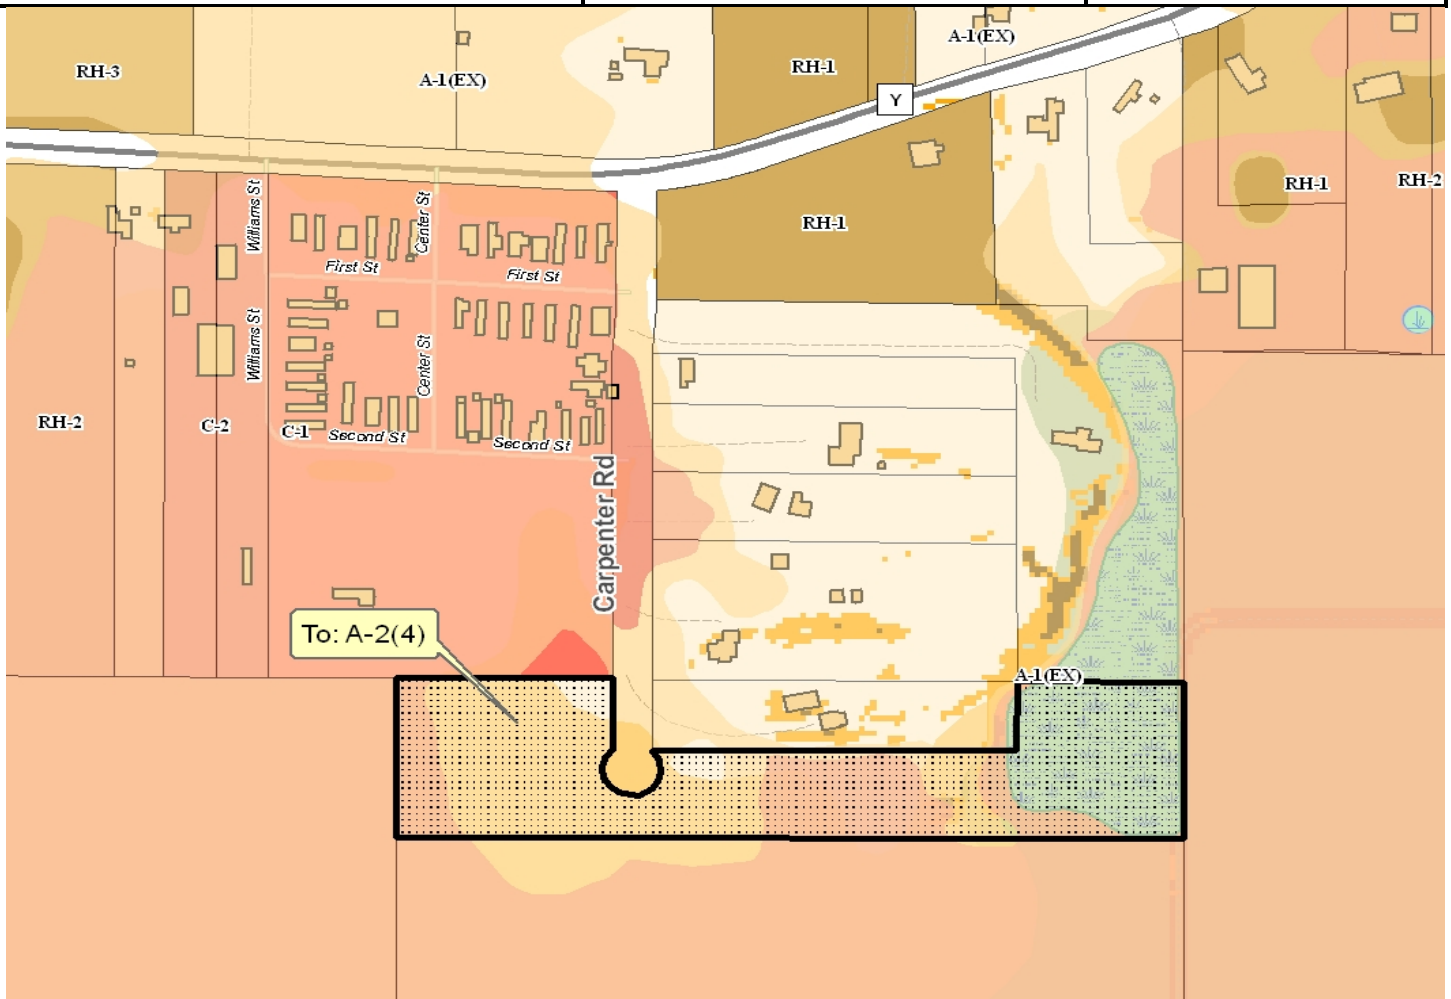 A-1(EX)
RH-3
A-1(EX)
RH-1
Y
RH-1
RH-2
Williams St
Center St
RH-1
First St
First St
Williams St
Center St
RH-2
C-2
C-1
Second St
Second St
Carpenter Rd
To: A-2(4)
A-1(EX)